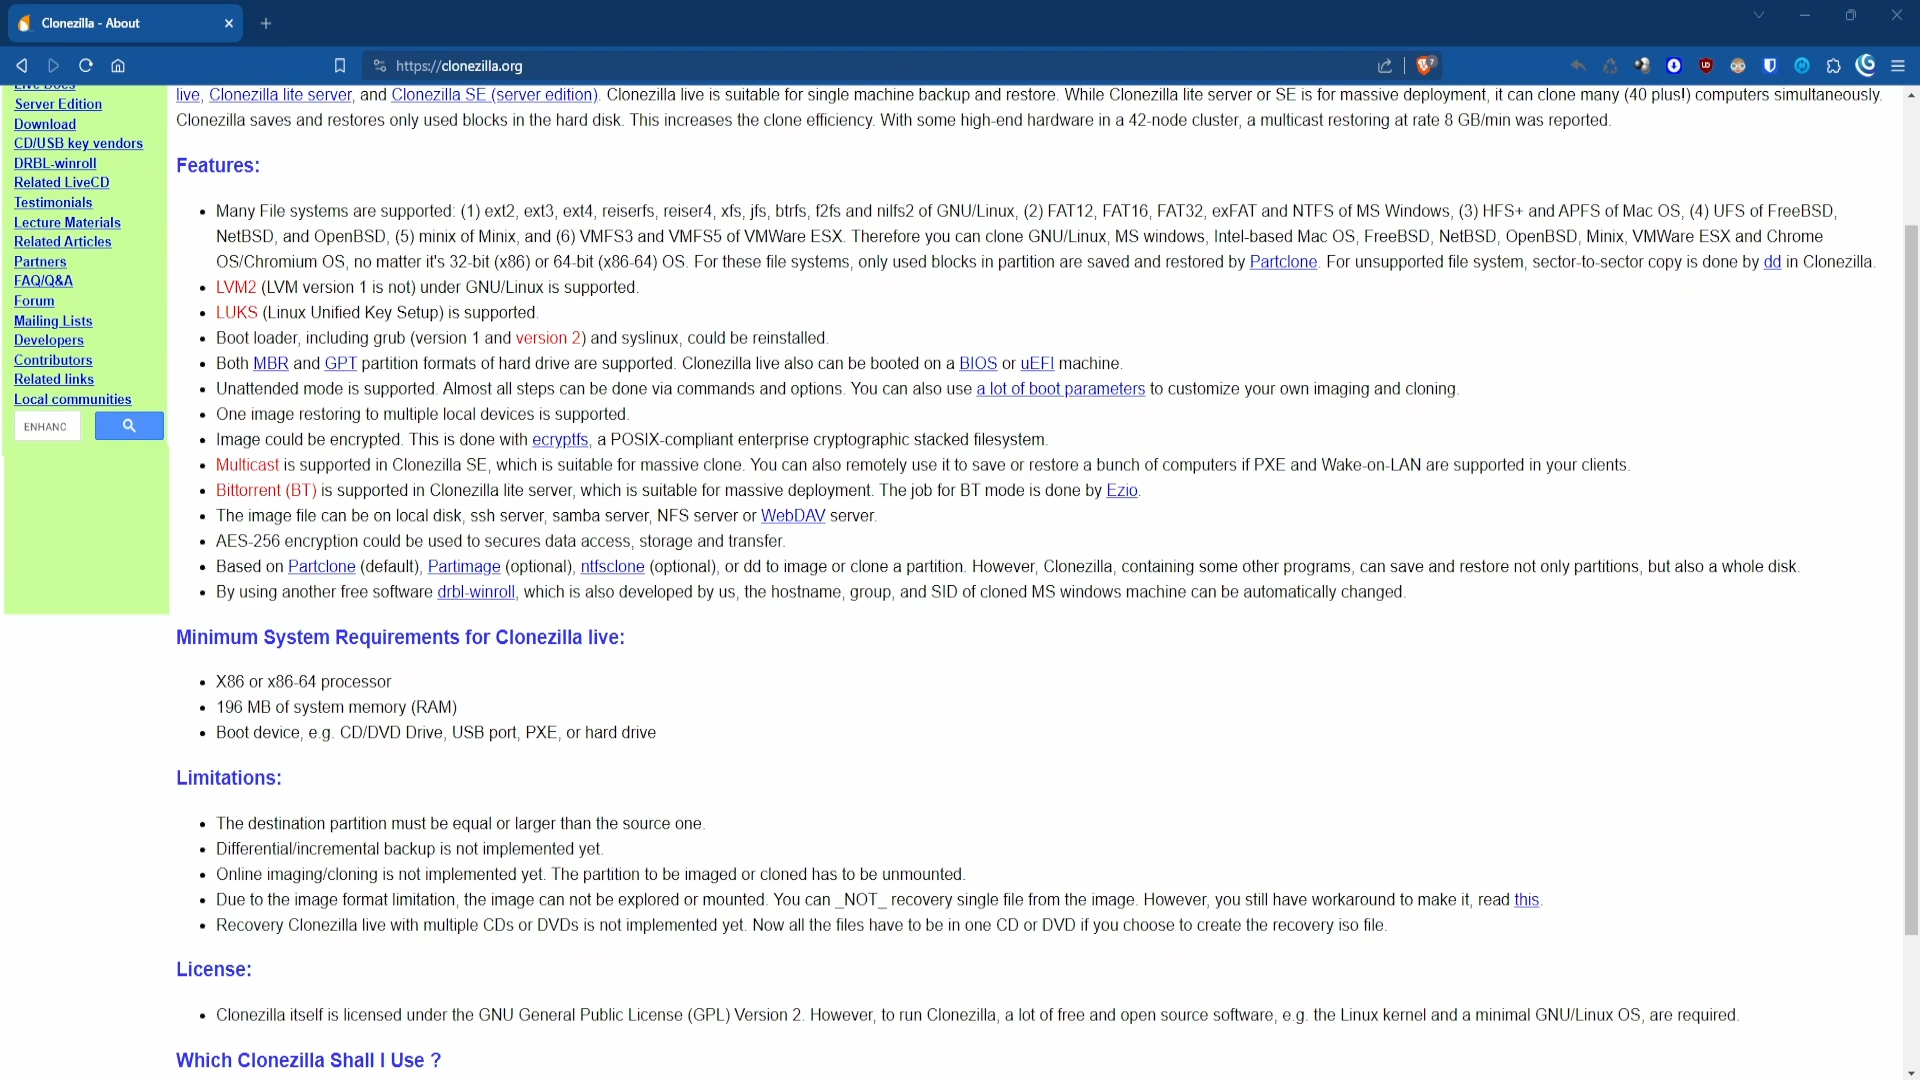 Clonezilla - About
https://clonezilla.org
7
Live Docs
Server Edition
Download
CD/USB key vendors
DRBL-winroll
Related LiveCD
Testimonials
Lecture Materials
Related Articles
Partners
FAQ/Q&A
Forum
Mailing Lists
Developers
Contributors
Related links
Local communities
ENHANC
live, Clonezilla lite server, and Clonezilla SE (server edition). Clonezilla live is suitable for single machine backup and restore. While Clonezilla lite server or SE is for massive deployment, it can clone many (40 plus!) computers simultaneously.
Clonezilla saves and restores only used blocks in the hard disk. This increases the clone efficiency. With some high-end hardware in a 42-node cluster, a multicast restoring at rate 8 GB/min was reported.
Features:
• Many File systems are supported: (1) ext2, ext3, ext4, reiserfs, reiser4, xfs, jfs, btrfs, f2fs and nilfs2 of GNU/Linux, (2) FAT12, FAT16, FAT32, exFAT and NTFS of MS Windows, (3) HFS+ and APFS of Mac OS, (4) UFS of FreeBSD,
NetBSD, and OpenBSD, (5) minix of Minix, and (6) VMFS3 and VMFS5 of VMWare ESX. Therefore you can clone GNU/Linux, MS windows, Intel-based Mac OS, FreeBSD, NetBSD, OpenBSD, Minix, VMWare ESX and Chrome
OS/Chromium OS, no matter it's 32-bit (x86) or 64-bit (x86-64) OS. For these file systems, only used blocks in partition are saved and restored by Partclone. For unsupported file system, sector-to-sector copy is done by dd in Clonezilla.
• LVM2 (LVM version 1 is not) under GNU/Linux is supported.
• LUKS (Linux Unified Key Setup) is supported.
• Boot loader, including grub (version 1 and version 2) and syslinux, could be reinstalled.
• Both MBR and GPT partition formats of hard drive are supported. Clonezilla live also can be booted on a BIOS or uEFI machine.
• Unattended mode is supported. Almost all steps can be done via commands and options. You can also use a lot of boot parameters to customize your own imaging and cloning.
• One image restoring to multiple local devices is supported.
• Image could be encrypted. This is done with ecryptfs, a POSIX-compliant enterprise cryptographic stacked filesystem.
• Multicast is supported in Clonezilla SE, which is suitable for massive clone. You can also remotely use it to save or restore a bunch of computers if PXE and Wake-on-LAN are supported in your clients.
• Bittorrent (BT) is supported in Clonezilla lite server, which is suitable for massive deployment. The job for BT mode is done by Ezio.
• The image file can be on local disk, ssh server, samba server, NFS server or WebDAV server.
• AES-256 encryption could be used to secures data access, storage and transfer.
• Based on Partclone (default), Partimage (optional), ntfsclone (optional), or dd to image or clone a partition. However, Clonezilla, containing some other programs, can save and restore not only partitions, but also a whole disk.
• By using another free software drbl-winroll, which is also developed by us, the hostname, group, and SID of cloned MS windows machine can be automatically changed.
Minimum System Requirements for Clonezilla live:
• X86 or x86-64 processor
• 196 MB of system memory (RAM)
• Boot device, e.g. CD/DVD Drive, USB port, PXE, or hard drive
Limitations:
• The destination partition must be equal or larger than the source one.
• Differential/incremental backup is not implemented yet.
• Online imaging/cloning is not implemented yet. The partition to be imaged or cloned has to be unmounted.
• Due to the image format limitation, the image can not be explored or mounted. You can _NOT_ recovery single file from the image. However, you still have workaround to make it, read this.
• Recovery Clonezilla live with multiple CDs or DVDs is not implemented yet. Now all the files have to be in one CD or DVD if you choose to create the recovery iso file.
License:
• Clonezilla itself is licensed under the GNU General Public License (GPL) Version 2. However, to run Clonezilla, a lot of free and open source software, e.g. the Linux kernel and a minimal GNU/Linux OS, are required.
Which Clonezilla Shall I Use ?